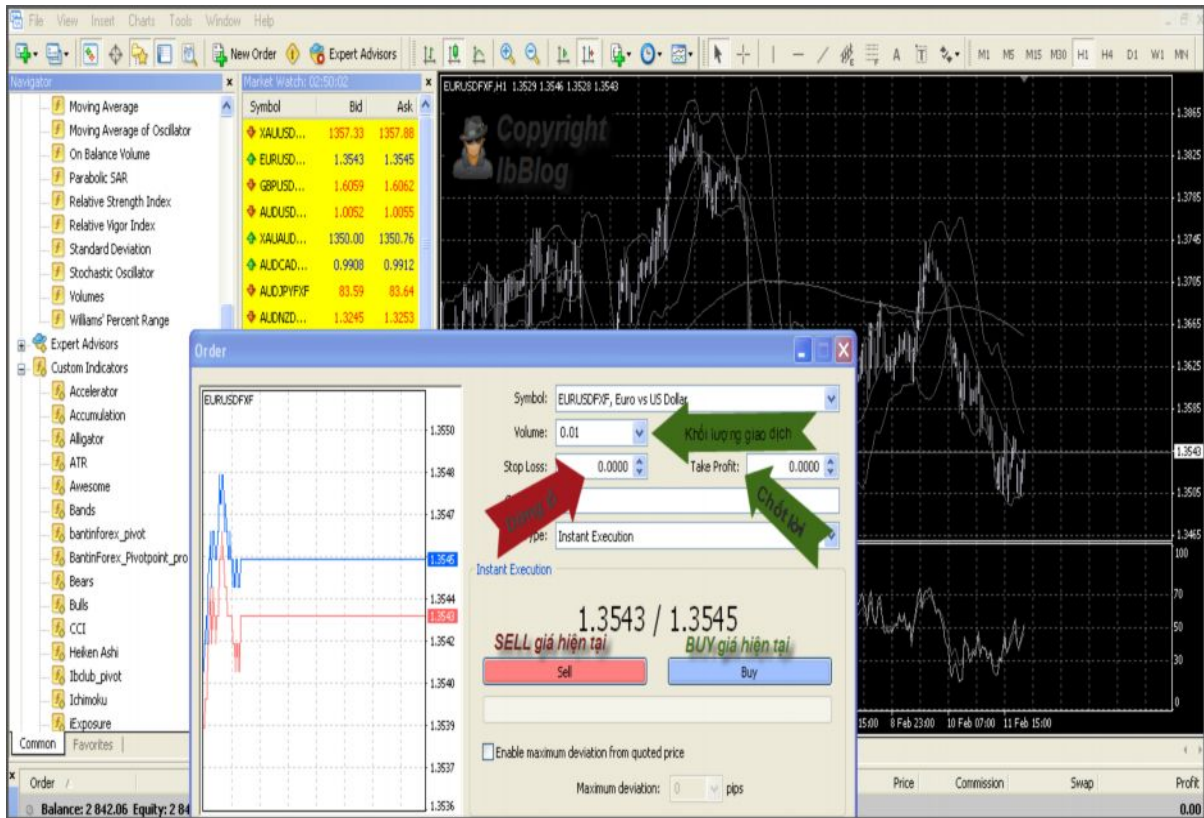 File View Insert Charts Tools Window Help
New Order Expert Advisors A T M1 M5 M15 M30 H1 H4 D1 W1 MN
Navigator
Moving Average
Moving Average of Oscillator
On Balance Volume
Parabolic SAR
Relative Strength Index
Relative Vigor Index
Standard Deviation
Stochastic Oscillator
Volumes
Williams' Percent Range
Expert Advisors
Custom Indicators
Accelerator
Accumulation
Alligator
ATR
Awesome
Bands
bantinforex_pivot
BantinForex_Pivotpoint_pro
Bears
Bulls
CCI
Heiken Ashi
Ibclub_pivot
Ichimoku
iExposure
Common Favorites
Market Watch: 02:50:02
Symbol Bid Ask
XAUUSD... 1357.33 1357.88
EURUSD... 1.3543 1.3545
GBPUSD... 1.6059 1.6062
AUDUSD... 1.0052 1.0055
XAUAUD... 1350.00 1350.76
AUDCAD... 0.9908 0.9912
AUDJPYFXF 83.59 83.64
AUDNZD... 1.3245 1.3253
EURUSDFXF,H1 1.3529 1.3546 1.3528 1.3543
Copyright
IbBlog
1.3865
1.3825
1.3785
1.3745
1.3705
1.3665
1.3625
1.3585
1.3543
1.3505
1.3465
100
70
50
30
0
15:00 8 Feb 23:00 10 Feb 07:00 11 Feb 15:00
Order
EURUSDFXF
1.3550
1.3548
1.3547
1.3545
1.3544
1.3543
1.3542
1.3540
1.3539
1.3537
1.3536
Symbol: EURUSDFXF, Euro vs US Dollar
Volume: 0.01
Khối lượng giao dịch
Stop Loss: 0.0000 Take Profit: 0.0000
Chốt lời
Type: Instant Execution
Instant Execution
1.3543 / 1.3545
SELL giá hiện tại BUY giá hiện tại
Sell Buy
Enable maximum deviation from quoted price
Maximum deviation: 0 pips
Order / Price Commission Swap Profit
Balance: 2 842.06 Equity: 2 84 0.00